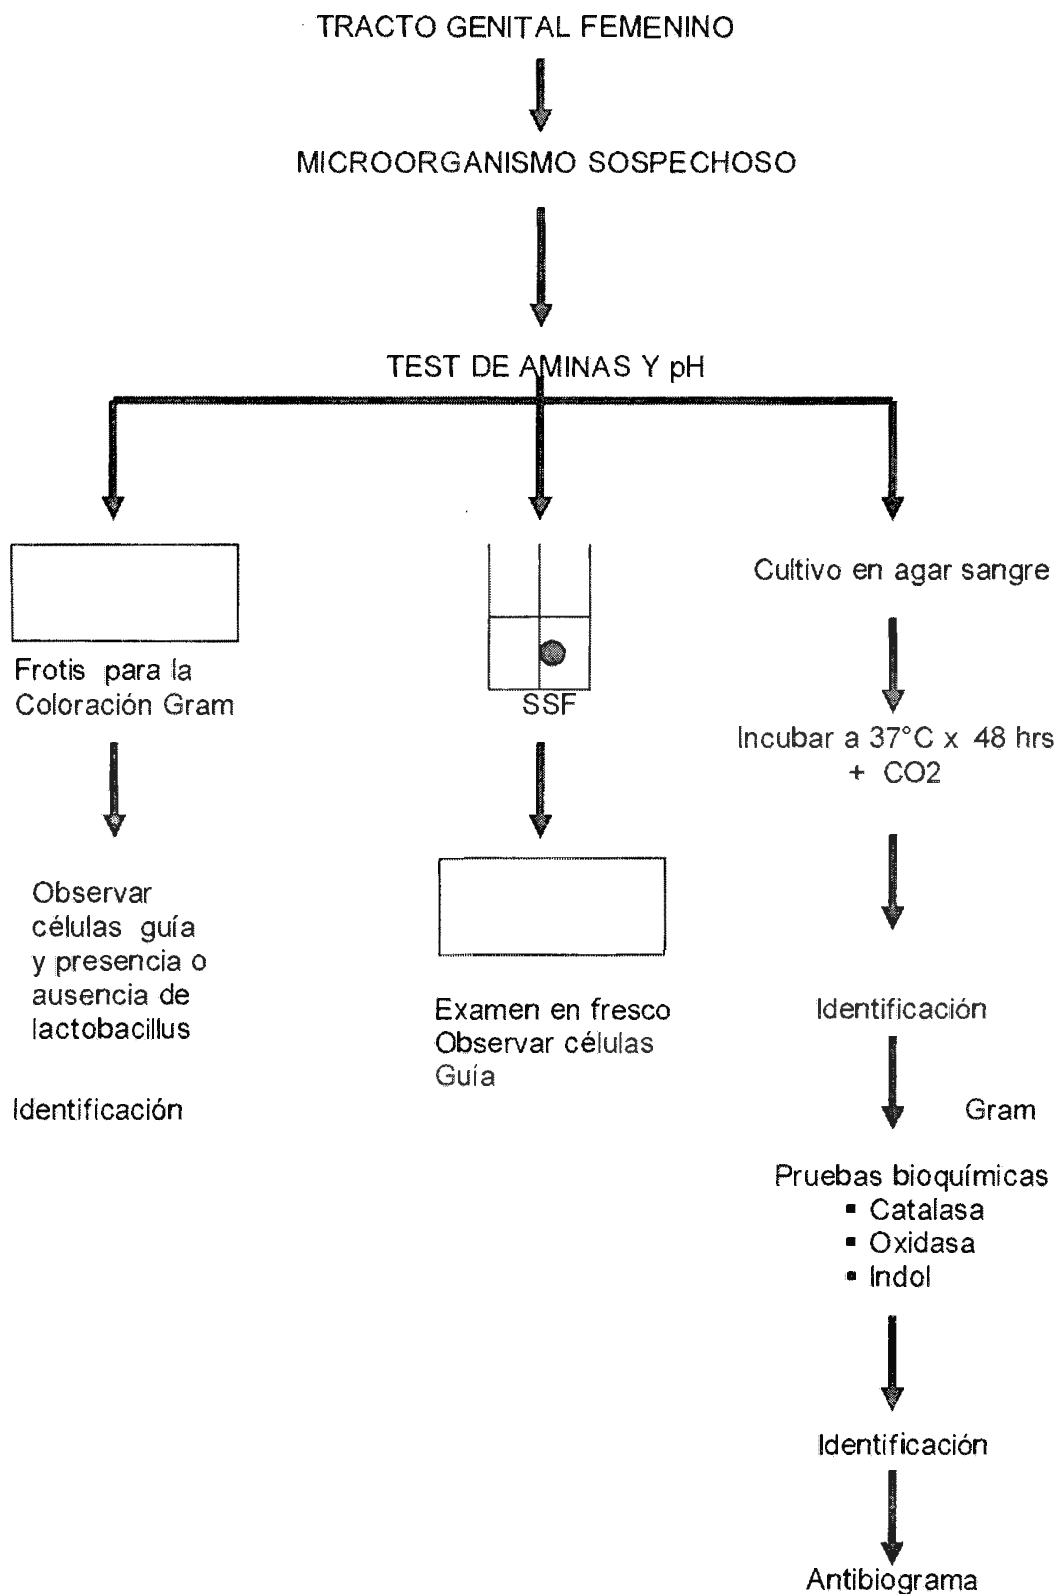 TRACTO GENITAL FEMENINO
MICROORGANISMO SOSPECHOSO
TEST DE AMINAS Y pH
Frotis para la
Coloración Gram
Observar
células guía
y presencia o
ausencia de
lactobacillus
Identificación
SSF
Examen en fresco
Observar células
Guía
Cultivo en agar sangre
Incubar a 37°C x 48 hrs
+ CO2
Identificación
Gram
Pruebas bioquímicas
▪ Catalasa
▪ Oxidasa
▪ Indol
Identificación
Antibiograma